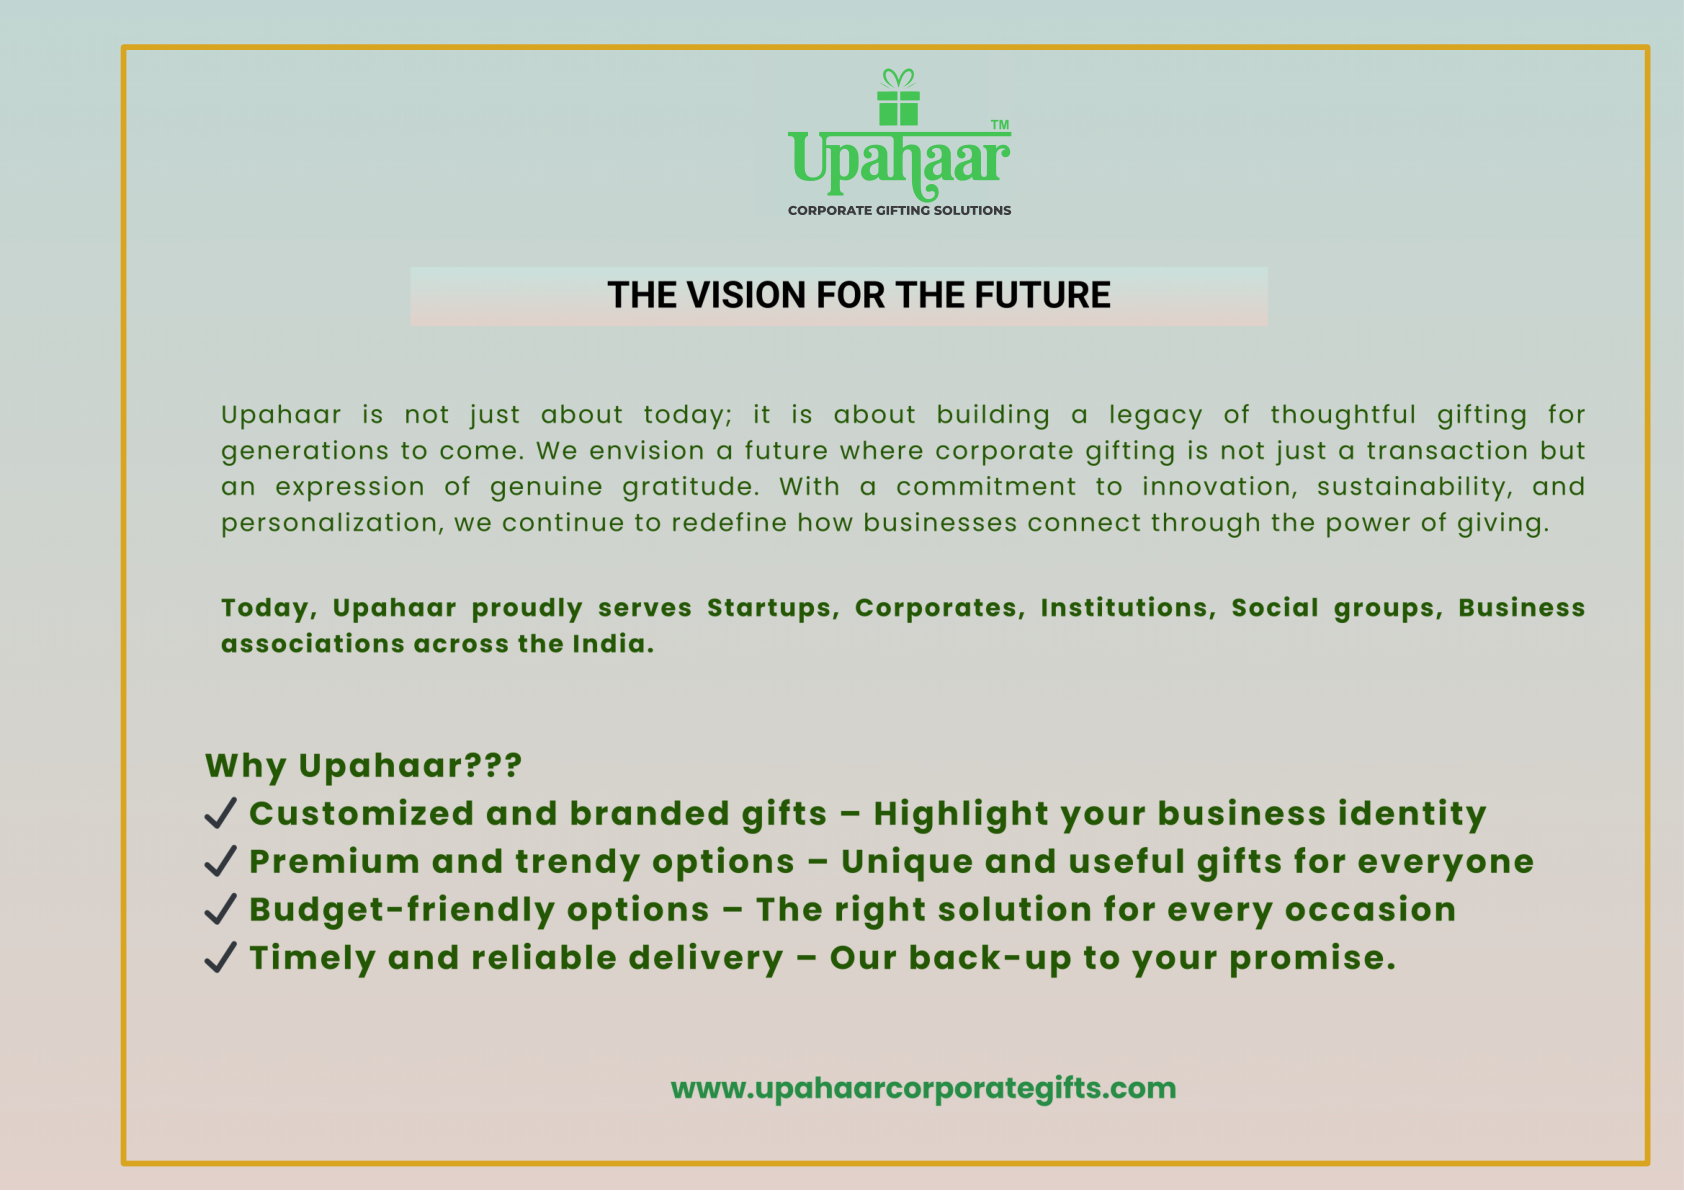 Upahaar TM
CORPORATE GIFTING SOLUTIONS
THE VISION FOR THE FUTURE
Upahaar is not just about today; it is about building a legacy of thoughtful gifting for
generations to come. We envision a future where corporate gifting is not just a transaction but
an expression of genuine gratitude. With a commitment to innovation, sustainability, and
personalization, we continue to redefine how businesses connect through the power of giving.
Today, Upahaar proudly serves Startups, Corporates, Institutions, Social groups, Business
associations across the India.
Why Upahaar???
✓ Customized and branded gifts – Highlight your business identity
✓ Premium and trendy options – Unique and useful gifts for everyone
✓ Budget-friendly options – The right solution for every occasion
✓ Timely and reliable delivery – Our back-up to your promise.
www.upahaarcorporategifts.com